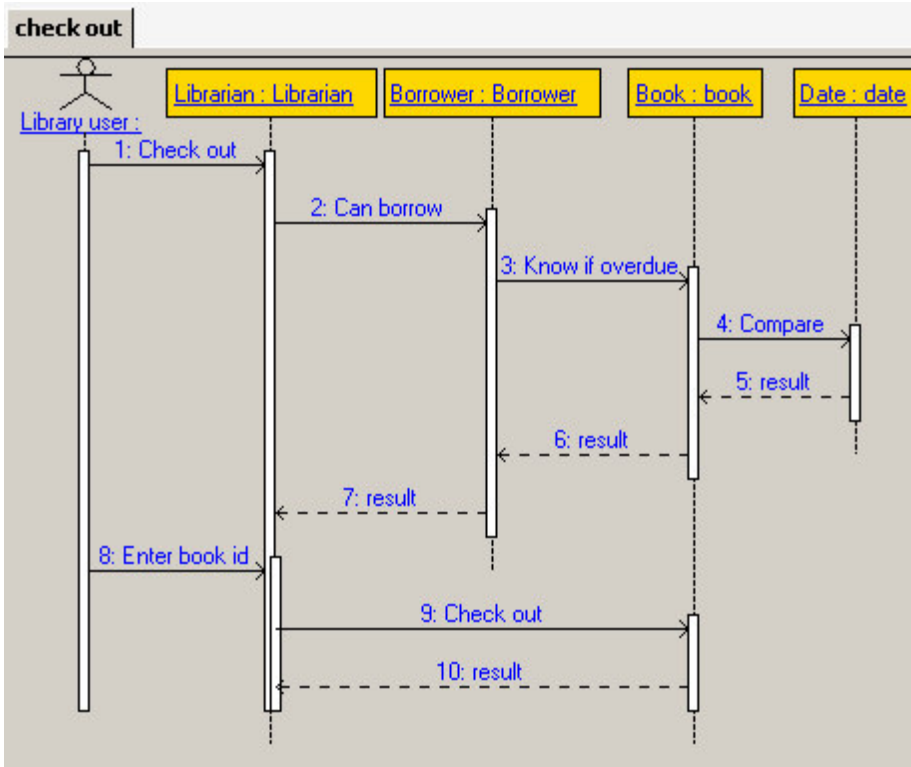 check out
Library user :
Librarian : Librarian
Borrower : Borrower
Book : book
Date : date
1: Check out
2: Can borrow
3: Know if overdue
4: Compare
5: result
6: result
7: result
8: Enter book id
9: Check out
10: result